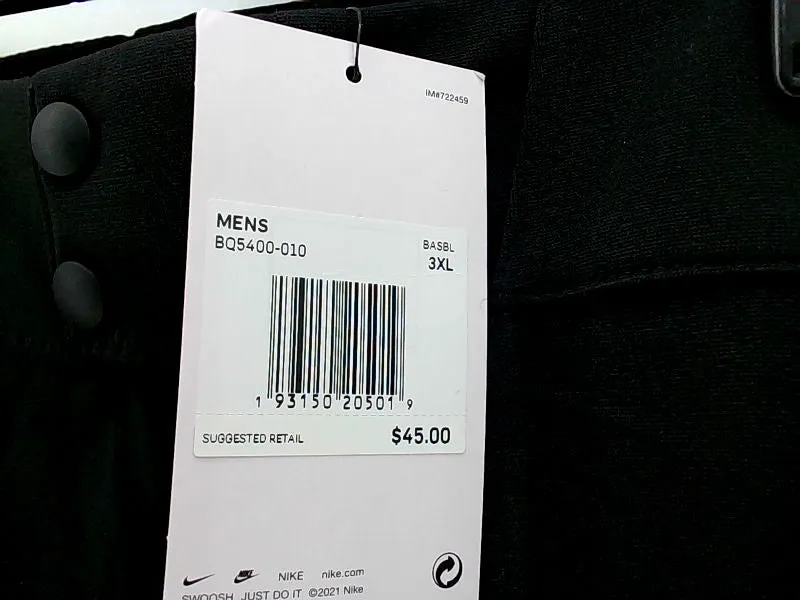 IM#722459
MENS
BQ5400-010
BASBL
3XL
1 93150 20501 9
SUGGESTED RETAIL $45.00
NIKE nike.com
SWOOSH JUST DO IT ©2021 Nike